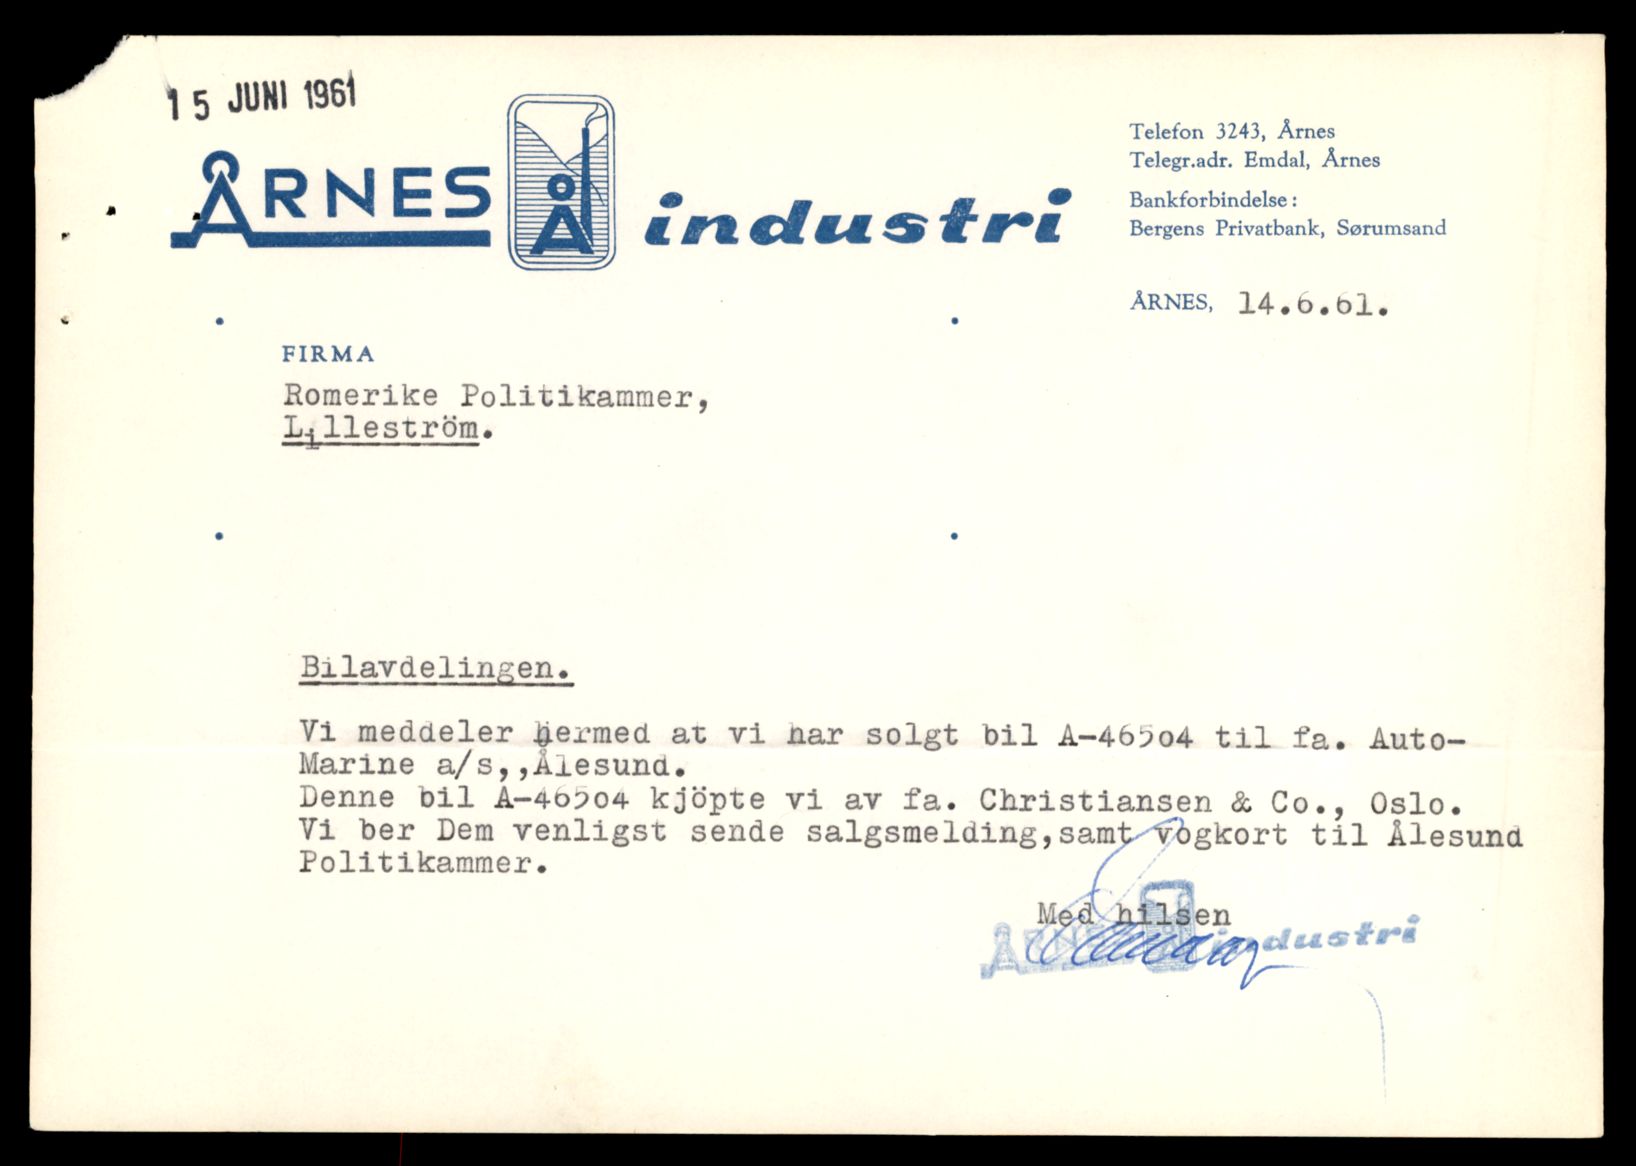 15 JUNI 1961
ÅRNES Å industri
Telefon 3243, Årnes
Telegr.adr. Emdal, Årnes
Bankforbindelse:
Bergens Privatbank, Sørumsand
ÅRNES, 14.6.61.
FIRMA
Romerike Politikammer,
Lilleström.
Bilavdelingen.
Vi meddeler hermed at vi har solgt bil A-46504 til fa. Auto-
Marine a/s,,Ålesund.
Denne bil A-46504 kjöpte vi av fa. Christiansen & Co., Oslo.
Vi ber Dem venligst sende salgsmelding,samt vogkort til Ålesund
Politikammer.
Med hilsen
ÅRNES industri